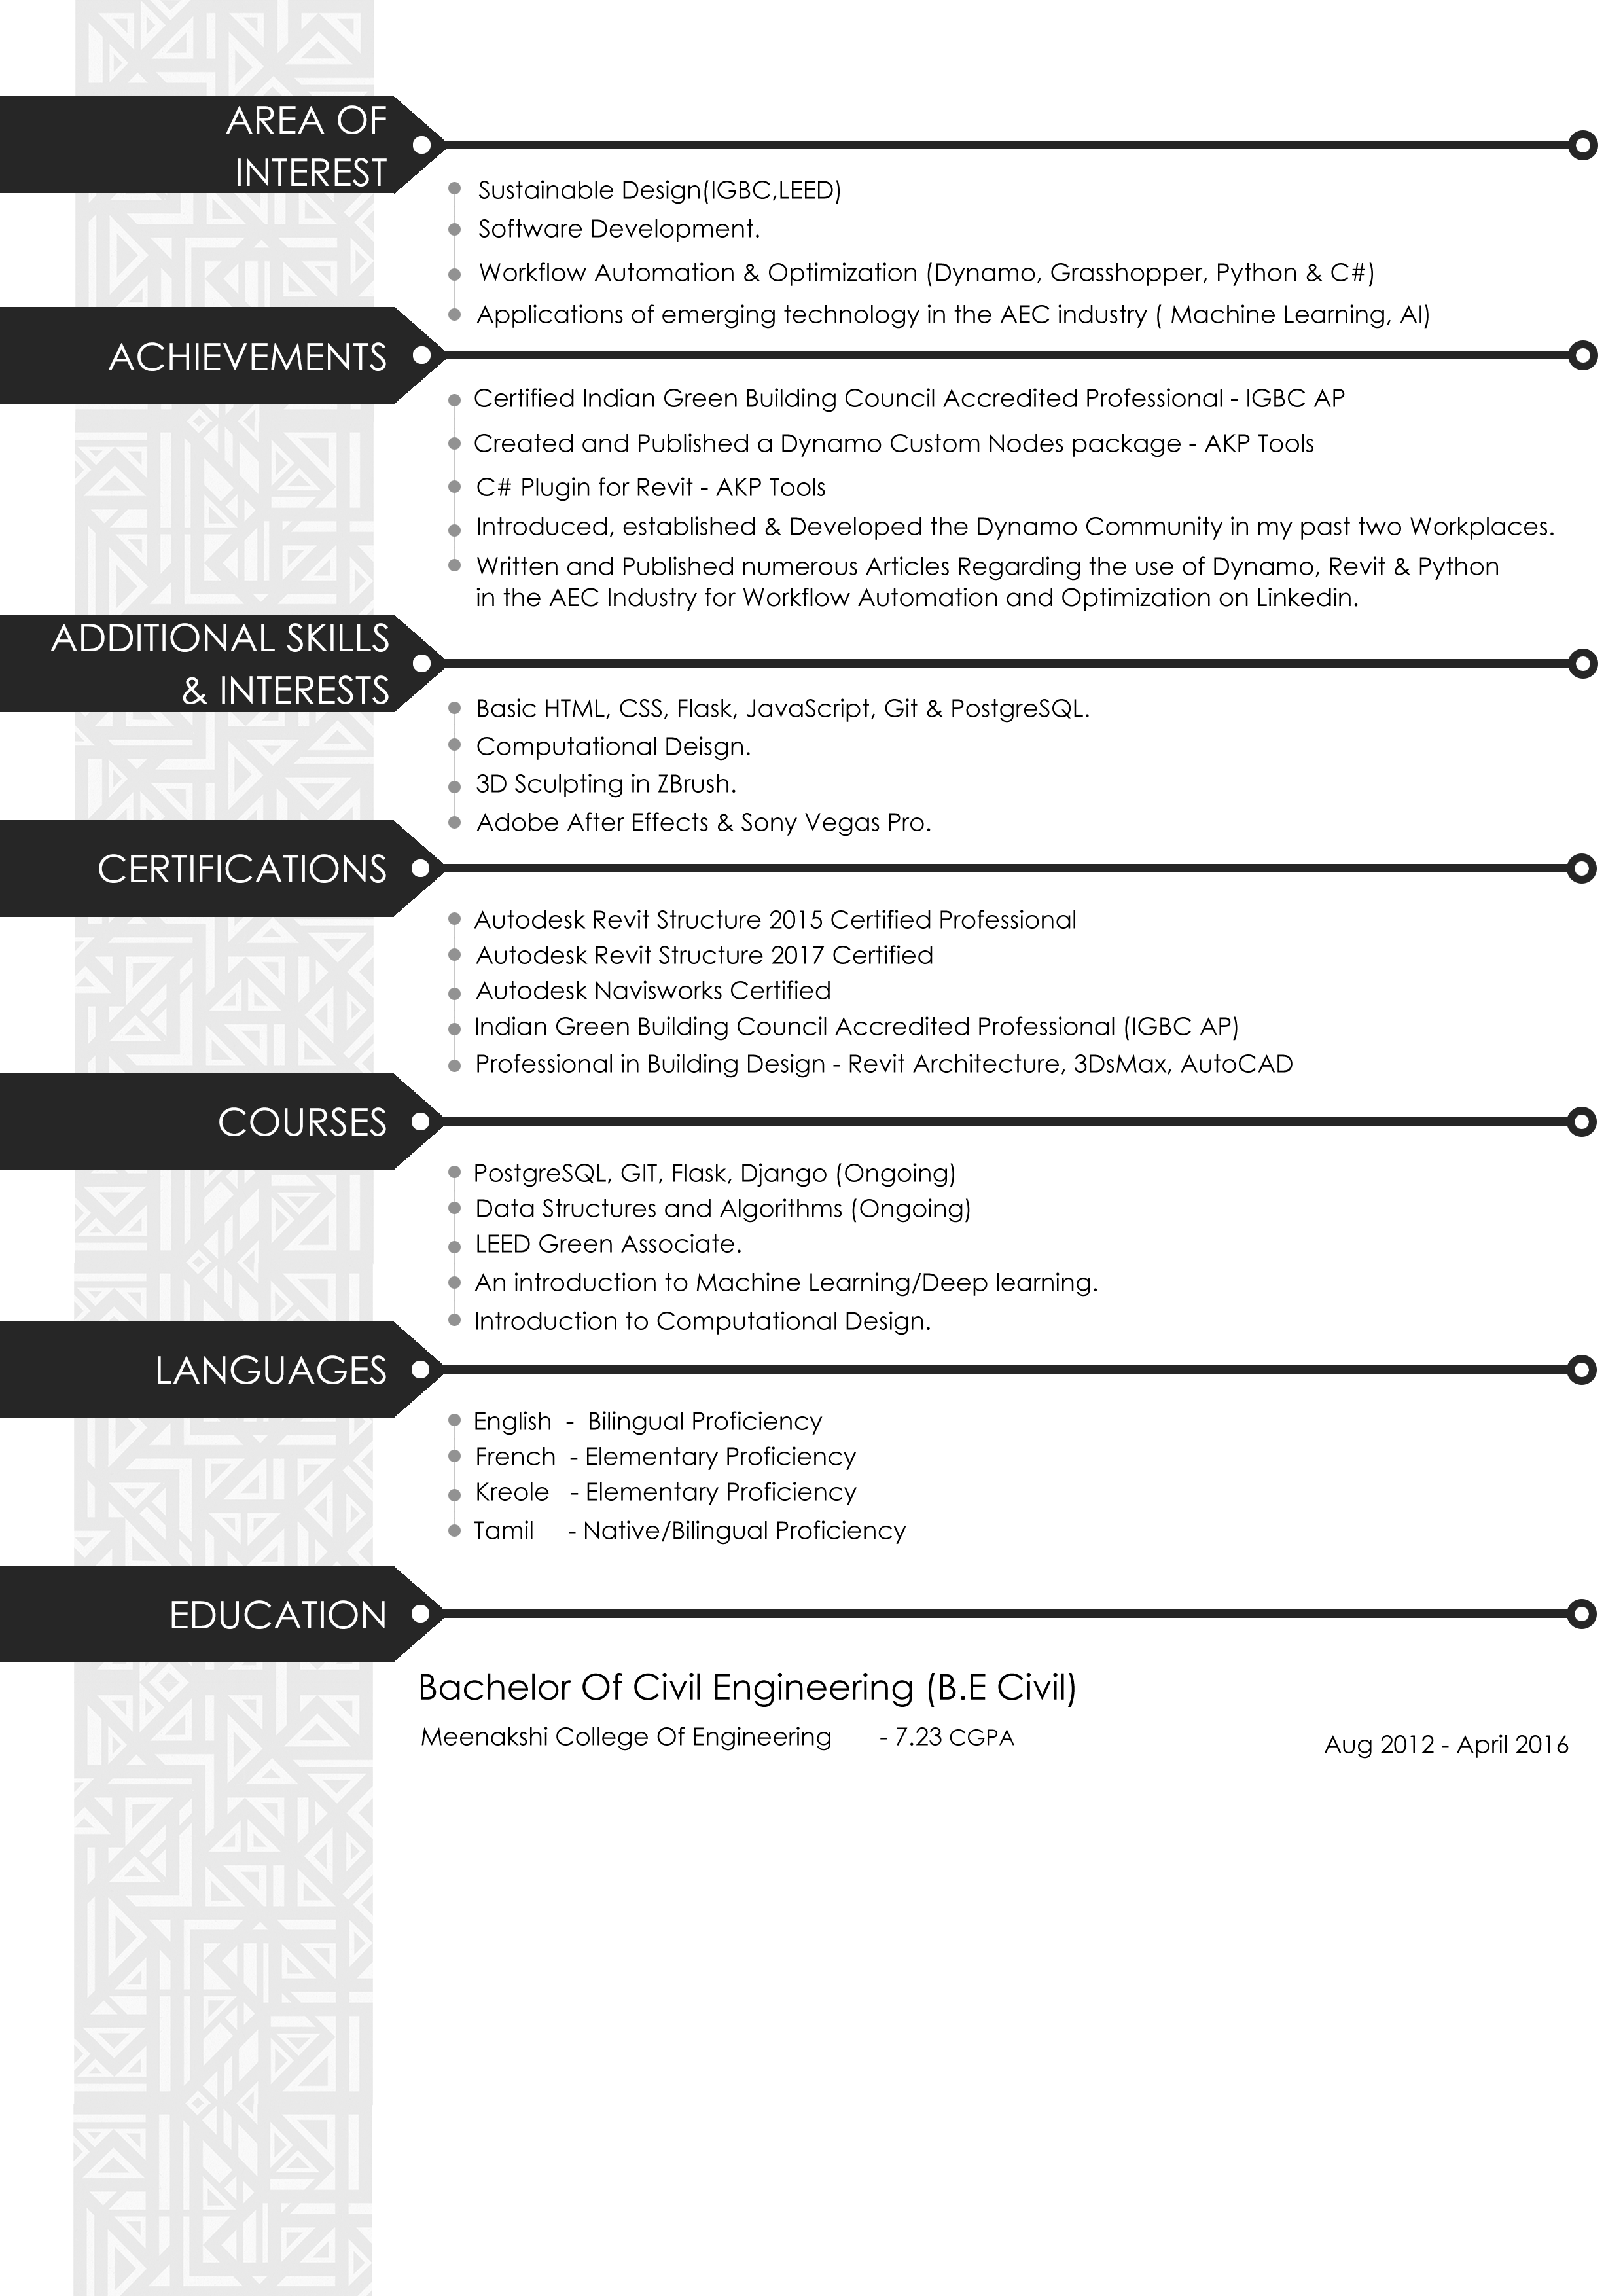 AREA OF
INTEREST
Sustainable Design(IGBC,LEED)
Software Development.
Workflow Automation & Optimization (Dynamo, Grasshopper, Python & C#)
Applications of emerging technology in the AEC industry ( Machine Learning, AI)
ACHIEVEMENTS
Certified Indian Green Building Council Accredited Professional - IGBC AP
Created and Published a Dynamo Custom Nodes package - AKP Tools
C# Plugin for Revit - AKP Tools
Introduced, established & Developed the Dynamo Community in my past two Workplaces.
Written and Published numerous Articles Regarding the use of Dynamo, Revit & Python
in the AEC Industry for Workflow Automation and Optimization on Linkedin.
ADDITIONAL SKILLS
& INTERESTS
Basic HTML, CSS, Flask, JavaScript, Git & PostgreSQL.
Computational Deisgn.
3D Sculpting in ZBrush.
Adobe After Effects & Sony Vegas Pro.
CERTIFICATIONS
Autodesk Revit Structure 2015 Certified Professional
Autodesk Revit Structure 2017 Certified
Autodesk Navisworks Certified
Indian Green Building Council Accredited Professional (IGBC AP)
Professional in Building Design - Revit Architecture, 3DsMax, AutoCAD
COURSES
PostgreSQL, GIT, Flask, Django (Ongoing)
Data Structures and Algorithms (Ongoing)
LEED Green Associate.
An introduction to Machine Learning/Deep learning.
Introduction to Computational Design.
LANGUAGES
English - Bilingual Proficiency
French - Elementary Proficiency
Kreole - Elementary Proficiency
Tamil - Native/Bilingual Proficiency
EDUCATION
Bachelor Of Civil Engineering (B.E Civil)
Meenakshi College Of Engineering - 7.23 CGPA
Aug 2012 - April 2016